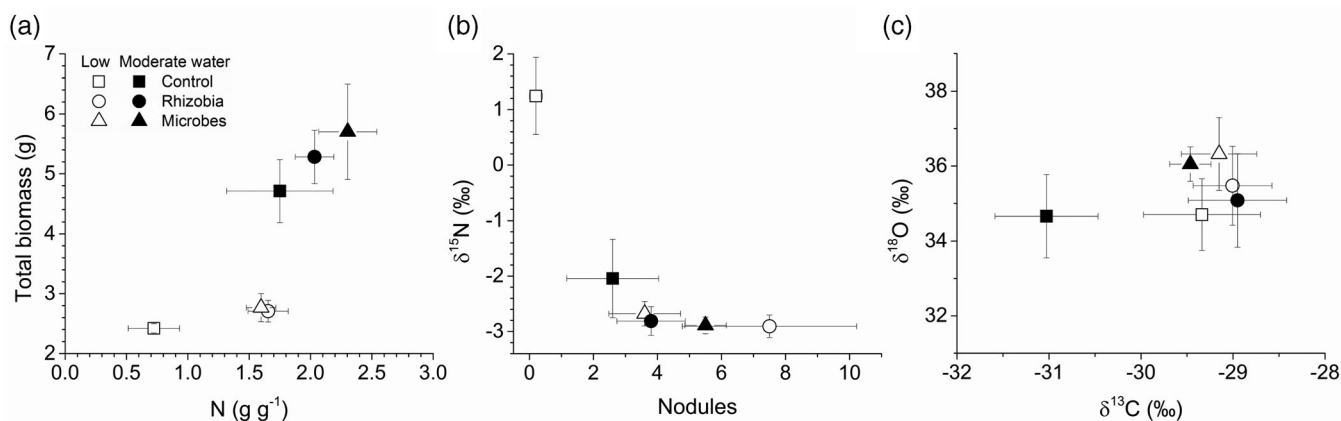 (a)
7
6
5
4
3
2
Total biomass (g)
0.0 0.5 1.0 1.5 2.0 2.5 3.0
N (g g⁻¹)
Low Moderate water
Control
Rhizobia
Microbes
(b)
2
1
0
-1
-2
-3
δ¹⁵N (‰)
0 2 4 6 8 10
Nodules
(c)
38
36
34
32
δ¹⁸O (‰)
-32 -31 -30 -29 -28
δ¹³C (‰)